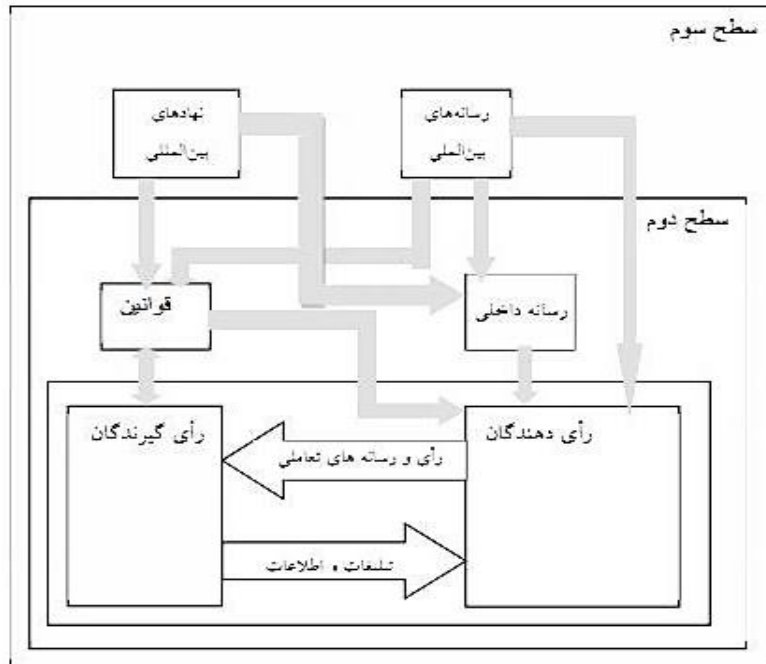 سطح سوم
رسانه‌های
بین‌المللی
نهادهای
بین‌المللی
سطح دوم
رسانه داخلی
قوانین
رأی دهندگان
رأی گیرندگان
رأی و رسانه های تعاملی
تبلیغات و اطلاعات